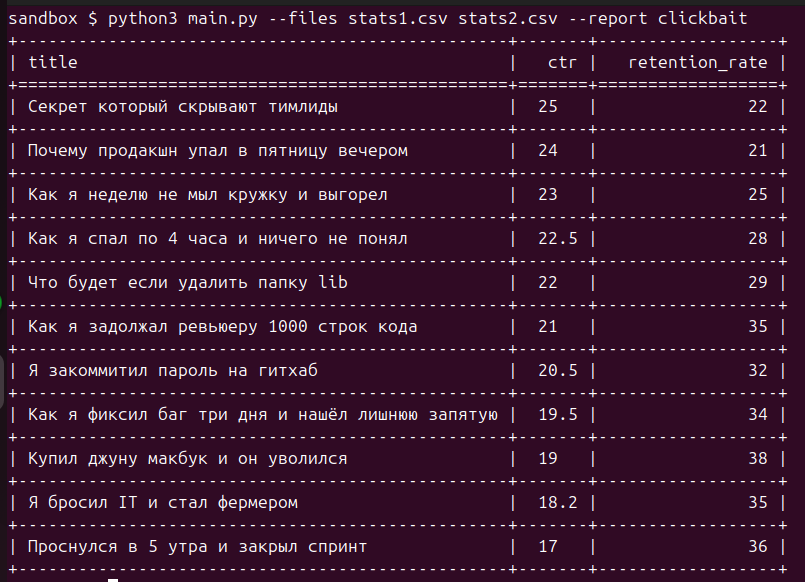 sandbox $ python3 main.py --files stats1.csv stats2.csv --report clickbait
+-------------------------------------------------+-------+------------------+
| title                                           |   ctr |   retention_rate |
+=================================================+=======+==================+
| Секрет который скрывают тимлиды                 |  25   |               22 |
+-------------------------------------------------+-------+------------------+
| Почему продакшн упал в пятницу вечером          |  24   |               21 |
+-------------------------------------------------+-------+------------------+
| Как я неделю не мыл кружку и выгорел            |  23   |               25 |
+-------------------------------------------------+-------+------------------+
| Как я спал по 4 часа и ничего не понял          |  22.5 |               28 |
+-------------------------------------------------+-------+------------------+
| Что будет если удалить папку lib                |  22   |               29 |
+-------------------------------------------------+-------+------------------+
| Как я задолжал ревьюеру 1000 строк кода         |  21   |               35 |
+-------------------------------------------------+-------+------------------+
| Я закоммитил пароль на гитхаб                   |  20.5 |               32 |
+-------------------------------------------------+-------+------------------+
| Как я фиксил баг три дня и нашёл лишнюю запятую |  19.5 |               34 |
+-------------------------------------------------+-------+------------------+
| Купил джуну макбук и он уволился                |  19   |               38 |
+-------------------------------------------------+-------+------------------+
| Я бросил IT и стал фермером                     |  18.2 |               35 |
+-------------------------------------------------+-------+------------------+
| Проснулся в 5 утра и закрыл спринт              |  17   |               36 |
+-------------------------------------------------+-------+------------------+